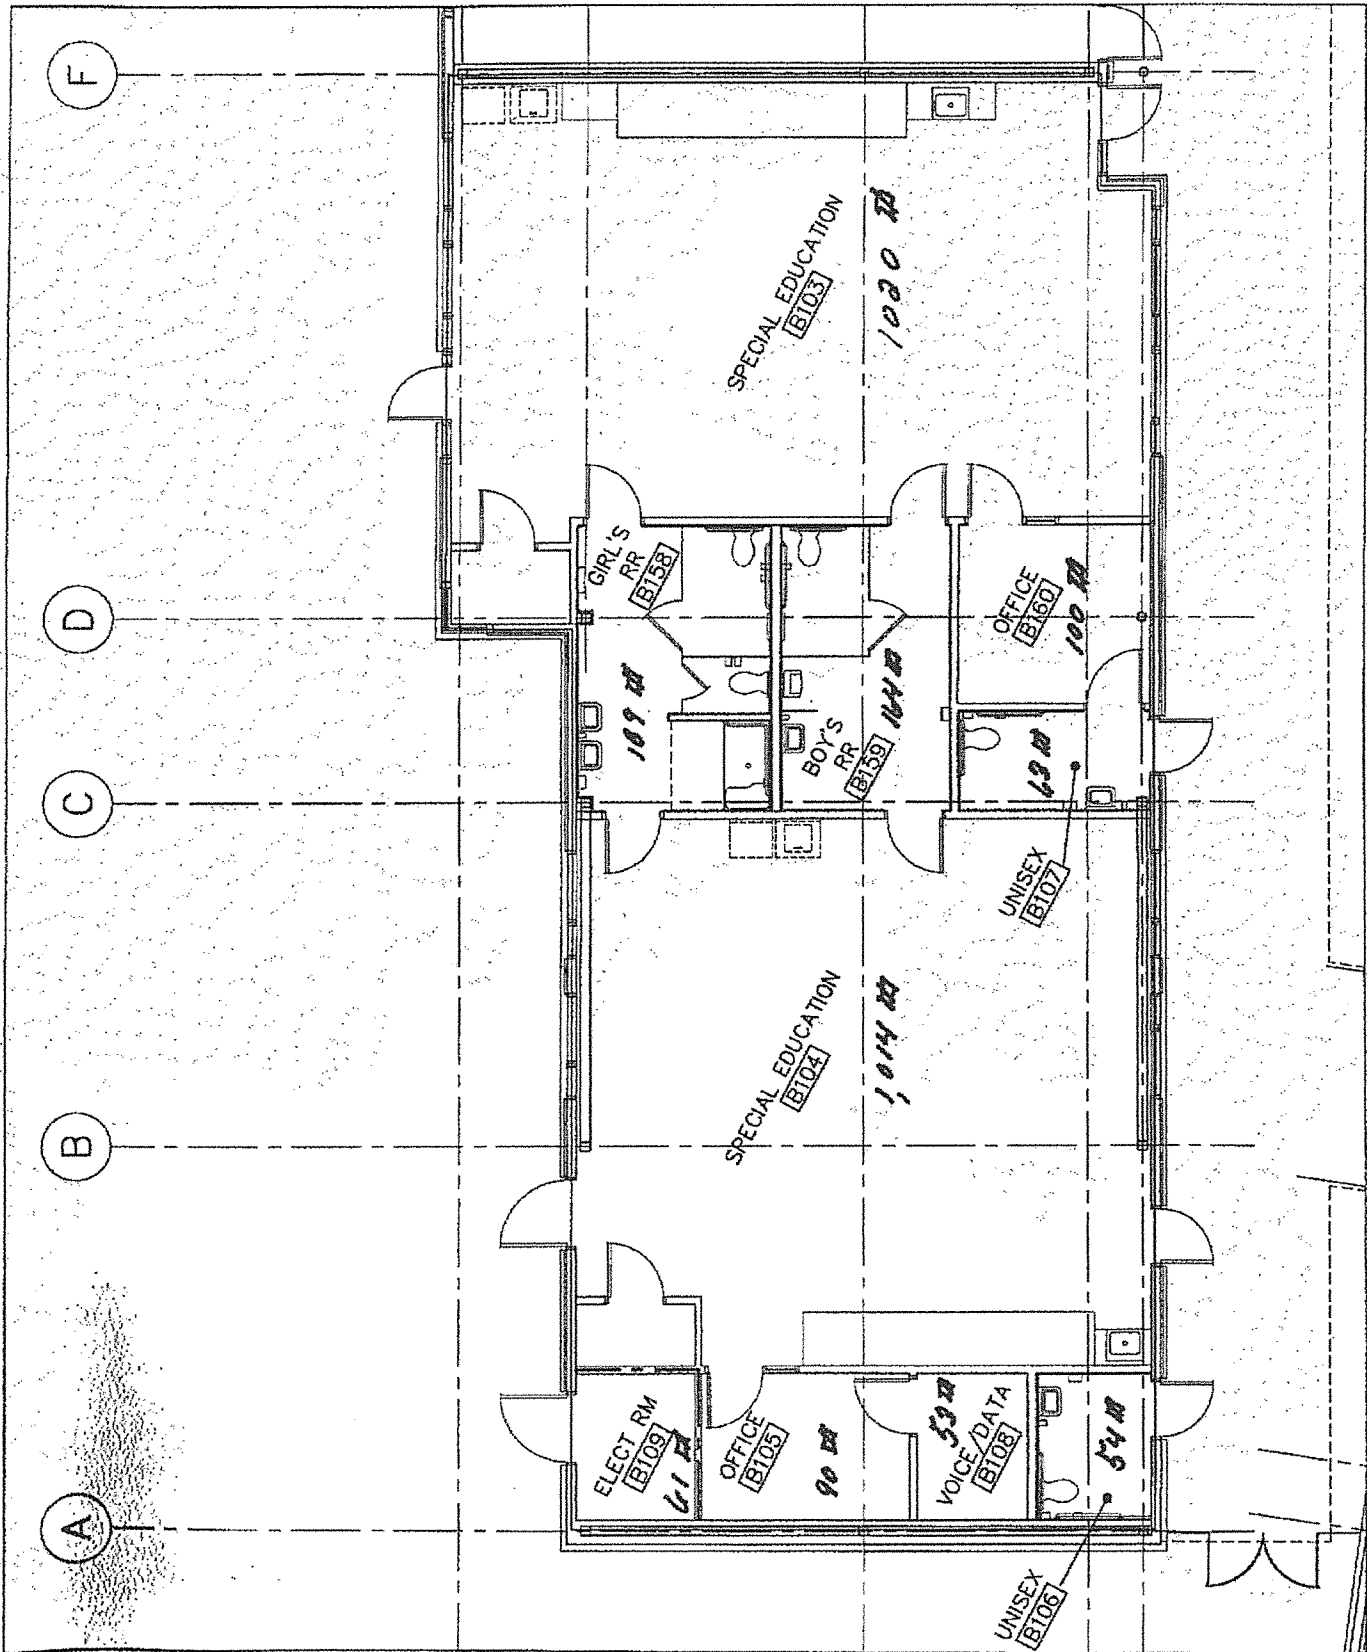 F
D
C
B
A
SPECIAL EDUCATION
B103
1020 ⌗
GIRL'S
RR
B158
189 ⌗
BOY'S
RR
B159
164 ⌗
OFFICE
B160
100 ⌗
63 ⌗
UNISEX
B107
SPECIAL EDUCATION
B104
1,014 ⌗
ELECT RM
B109
61 ⌗
OFFICE
B105
90 ⌗
53 ⌗
VOICE/DATA
B108
54 ⌗
UNISEX
B106